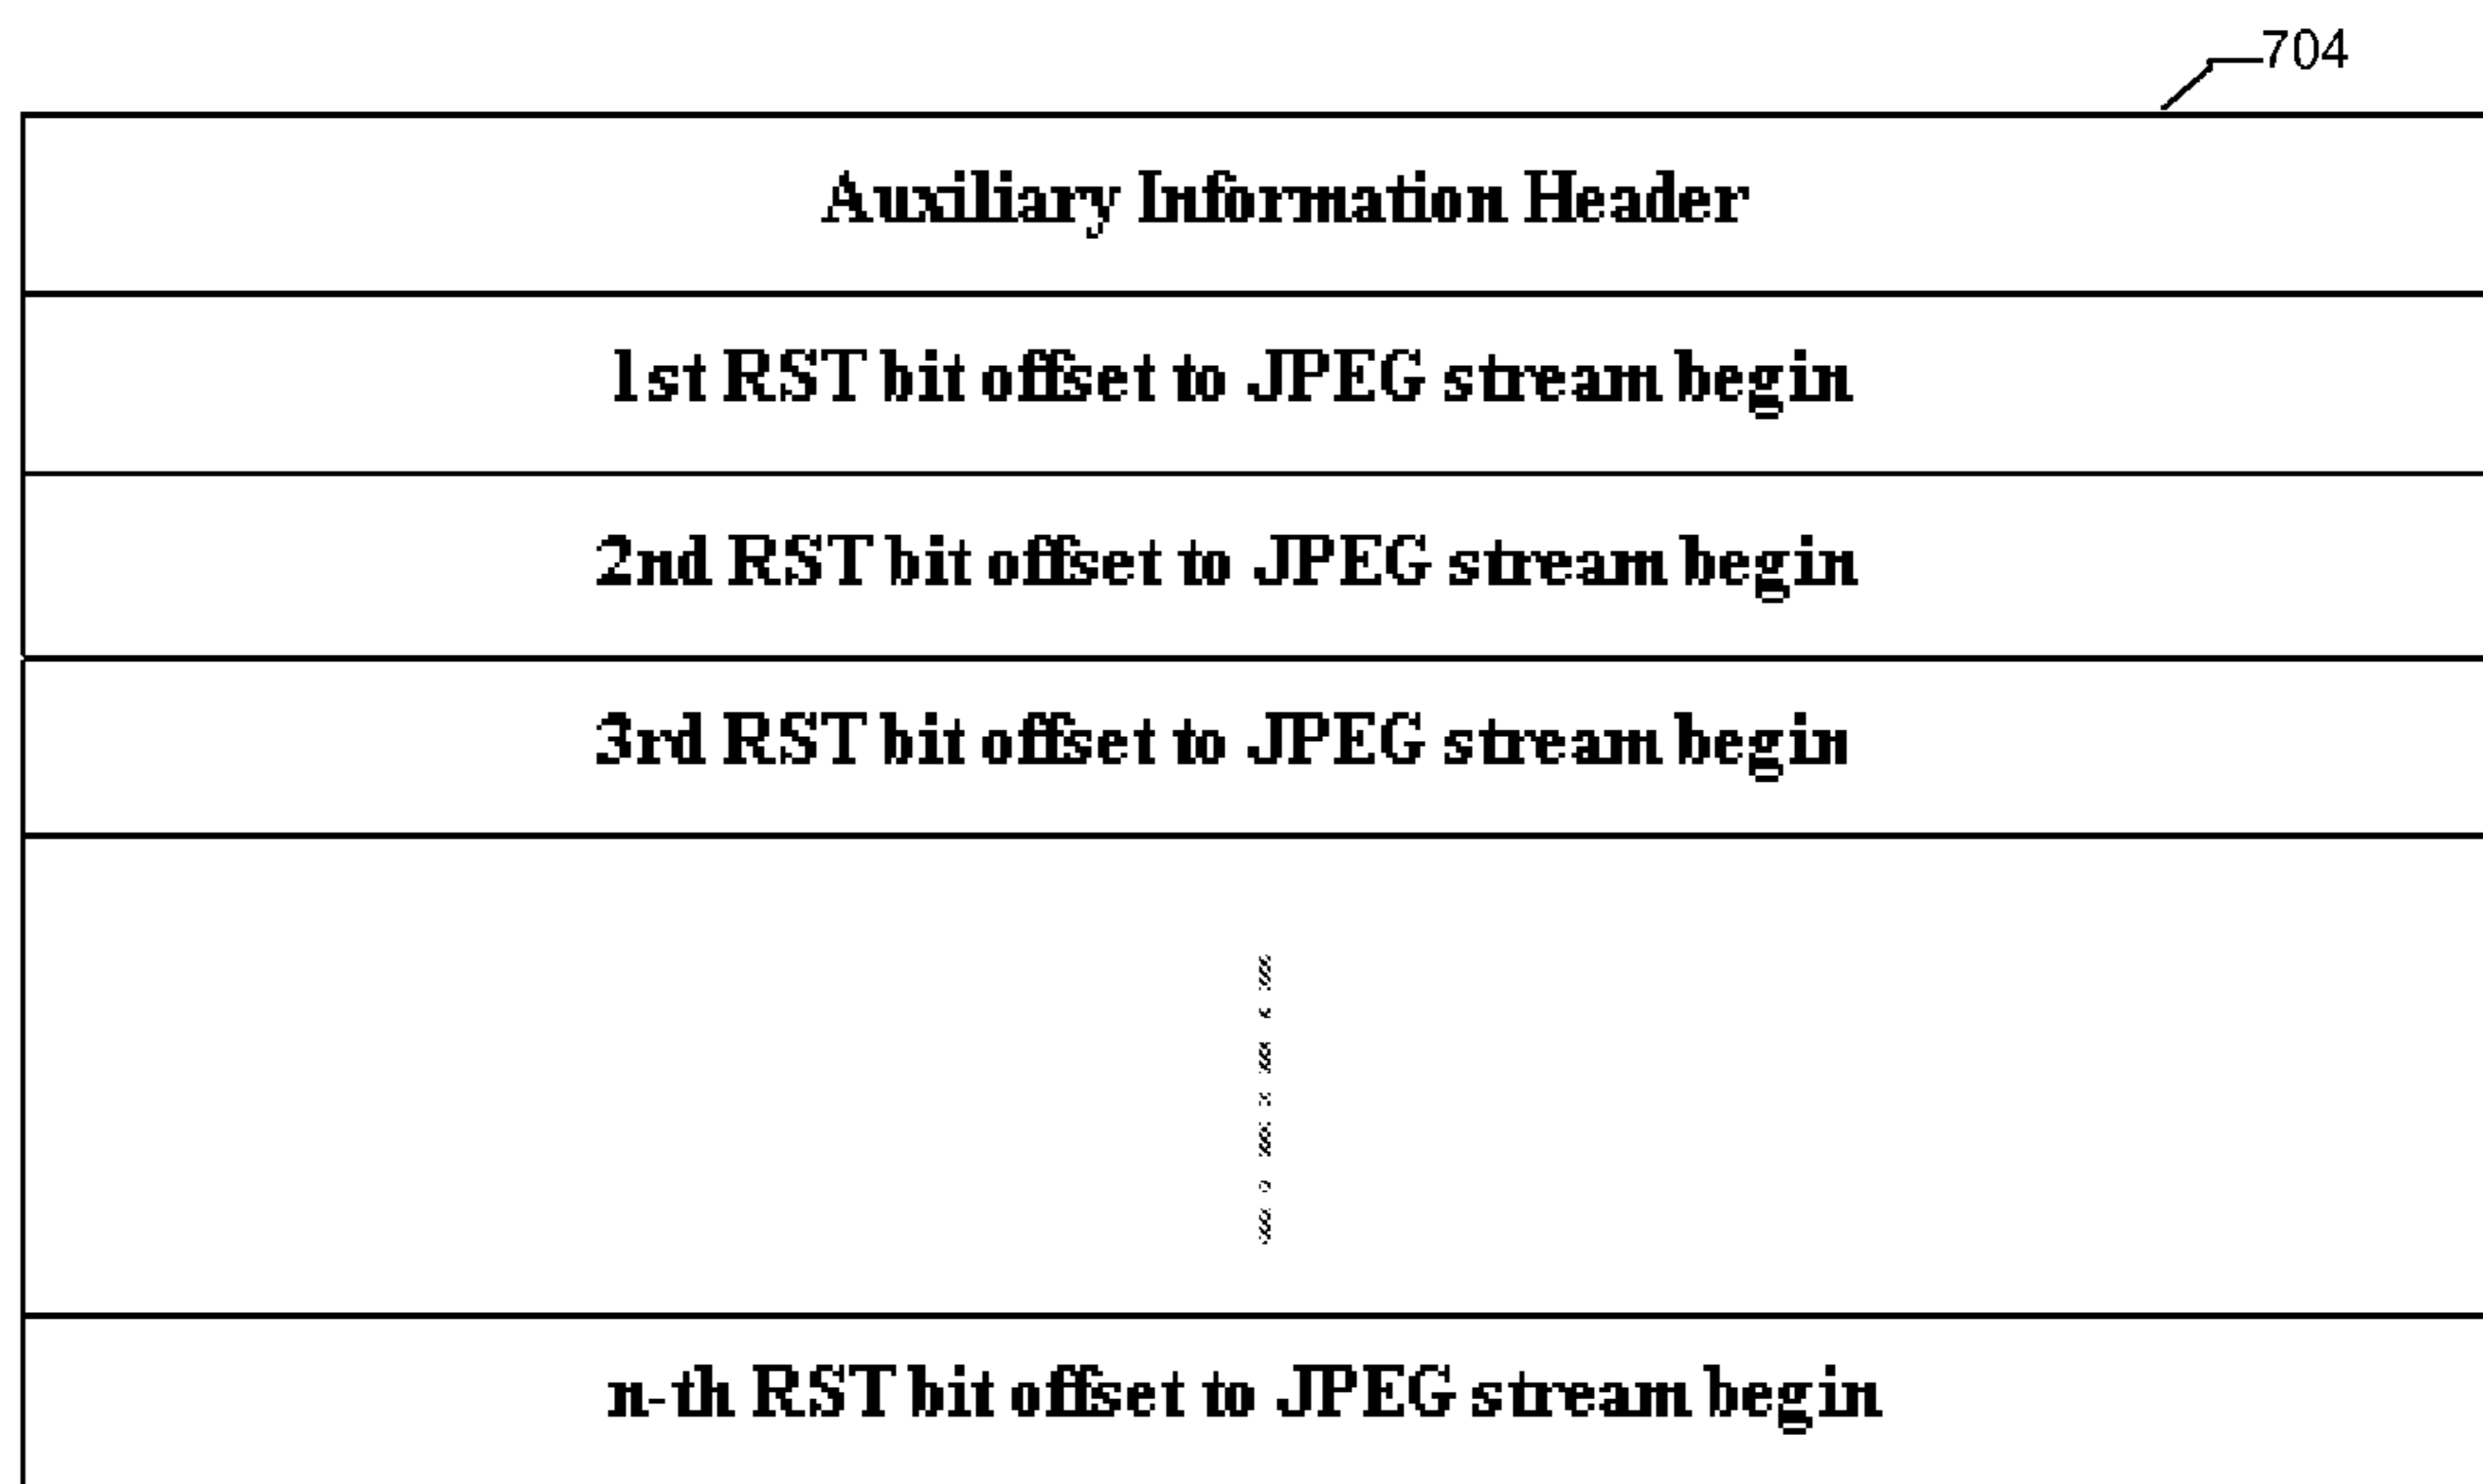 704
Auxiliary Information Header
1st RST bit offset to JPEG stream begin
2nd RST bit offset to JPEG stream begin
3rd RST bit offset to JPEG stream begin
n-th RST bit offset to JPEG stream begin